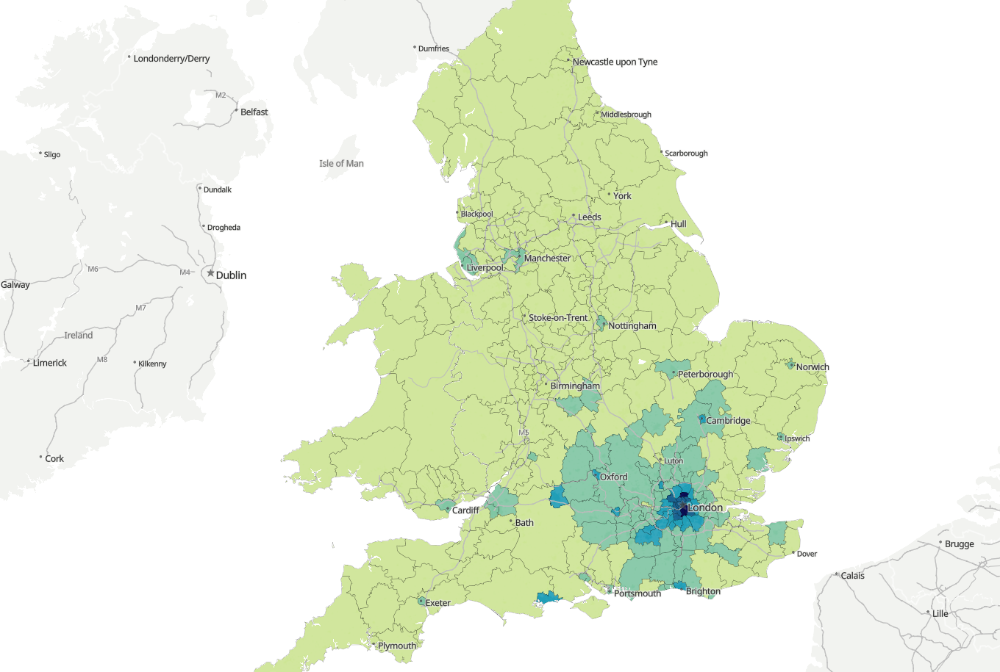 Dumfries
Londonderry/Derry
Newcastle upon Tyne
M2
Belfast
Middlesbrough
Sligo
Scarborough
Isle of Man
Dundalk
York
Blackpool
Leeds
Hull
Drogheda
Manchester
Liverpool
M6
M4
Dublin
Galway
M7
Stoke-on-Trent
Nottingham
Ireland
M8
Limerick
Kilkenny
Norwich
Peterborough
Birmingham
Cambridge
M5
Ipswich
Cork
Luton
Oxford
Cardiff
London
Bath
Brugge
Dover
Calais
Portsmouth
Brighton
Exeter
Lille
Plymouth